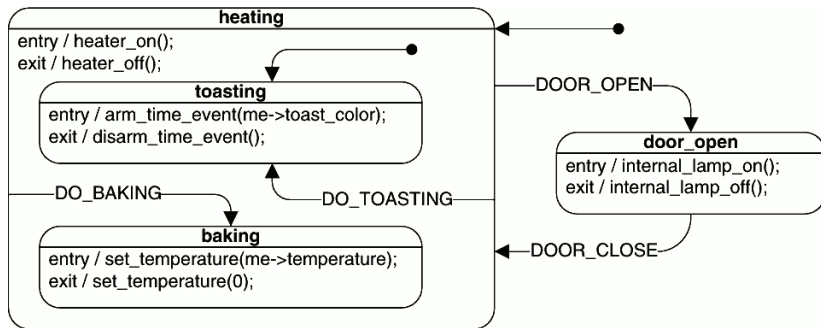 heating
entry / heater_on();
exit / heater_off();
toasting
entry / arm_time_event(me->toast_color);
exit / disarm_time_event();
DOOR_OPEN
door_open
entry / internal_lamp_on();
exit / internal_lamp_off();
DO_BAKING
DO_TOASTING
baking
entry / set_temperature(me->temperature);
exit / set_temperature(0);
DOOR_CLOSE